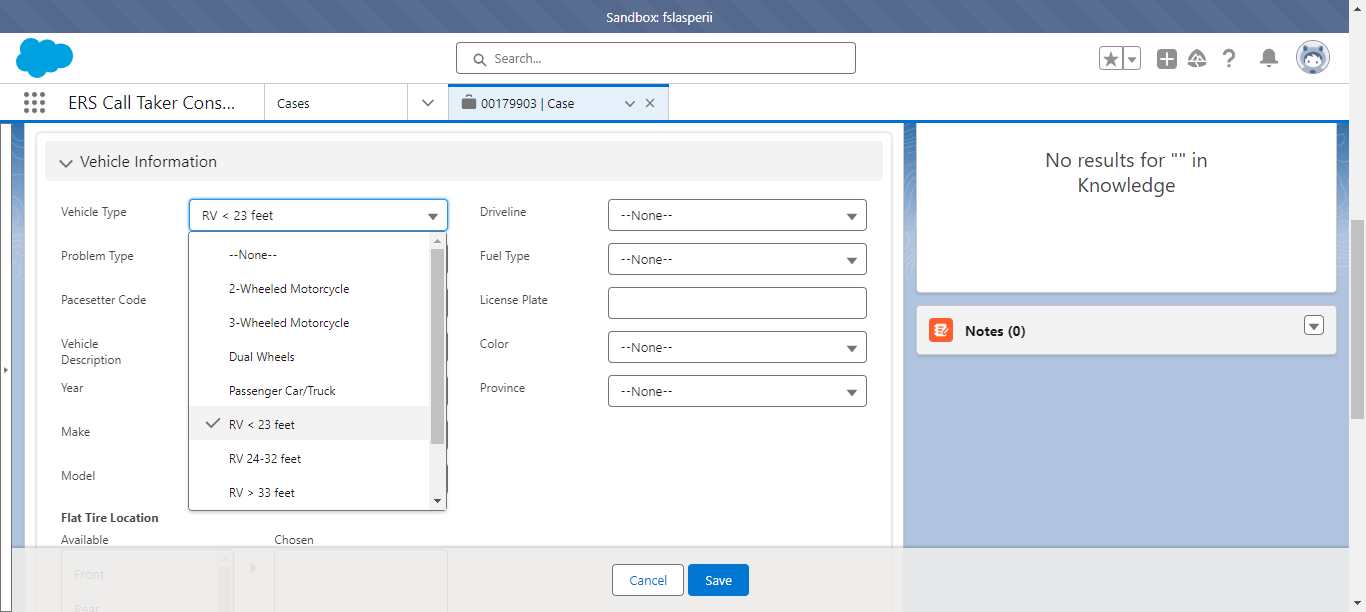 Sandbox: fslasperii
Search...
ERS Call Taker Cons...
Cases
00179903 | Case
Vehicle Information
Vehicle Type
RV < 23 feet
--None--
2-Wheeled Motorcycle
3-Wheeled Motorcycle
Dual Wheels
Passenger Car/Truck
RV < 23 feet
RV 24-32 feet
RV > 33 feet
Problem Type
Pacesetter Code
Vehicle
Description
Year
Make
Model
Driveline
--None--
Fuel Type
--None--
License Plate
Color
--None--
Province
--None--
Flat Tire Location
Available
Chosen
Front
Rear
Cancel
Save
No results for "" in
Knowledge
Notes (0)